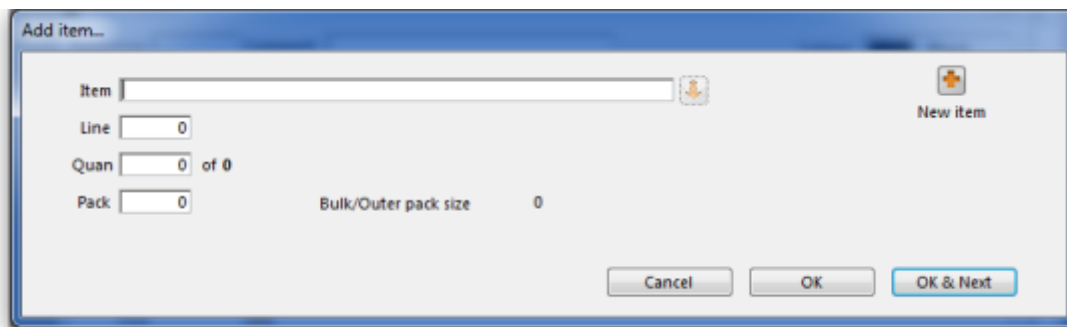 Add item...
Item
New item
Line 0
Quan 0 of 0
Pack 0 Bulk/Outer pack size 0
Cancel OK OK & Next